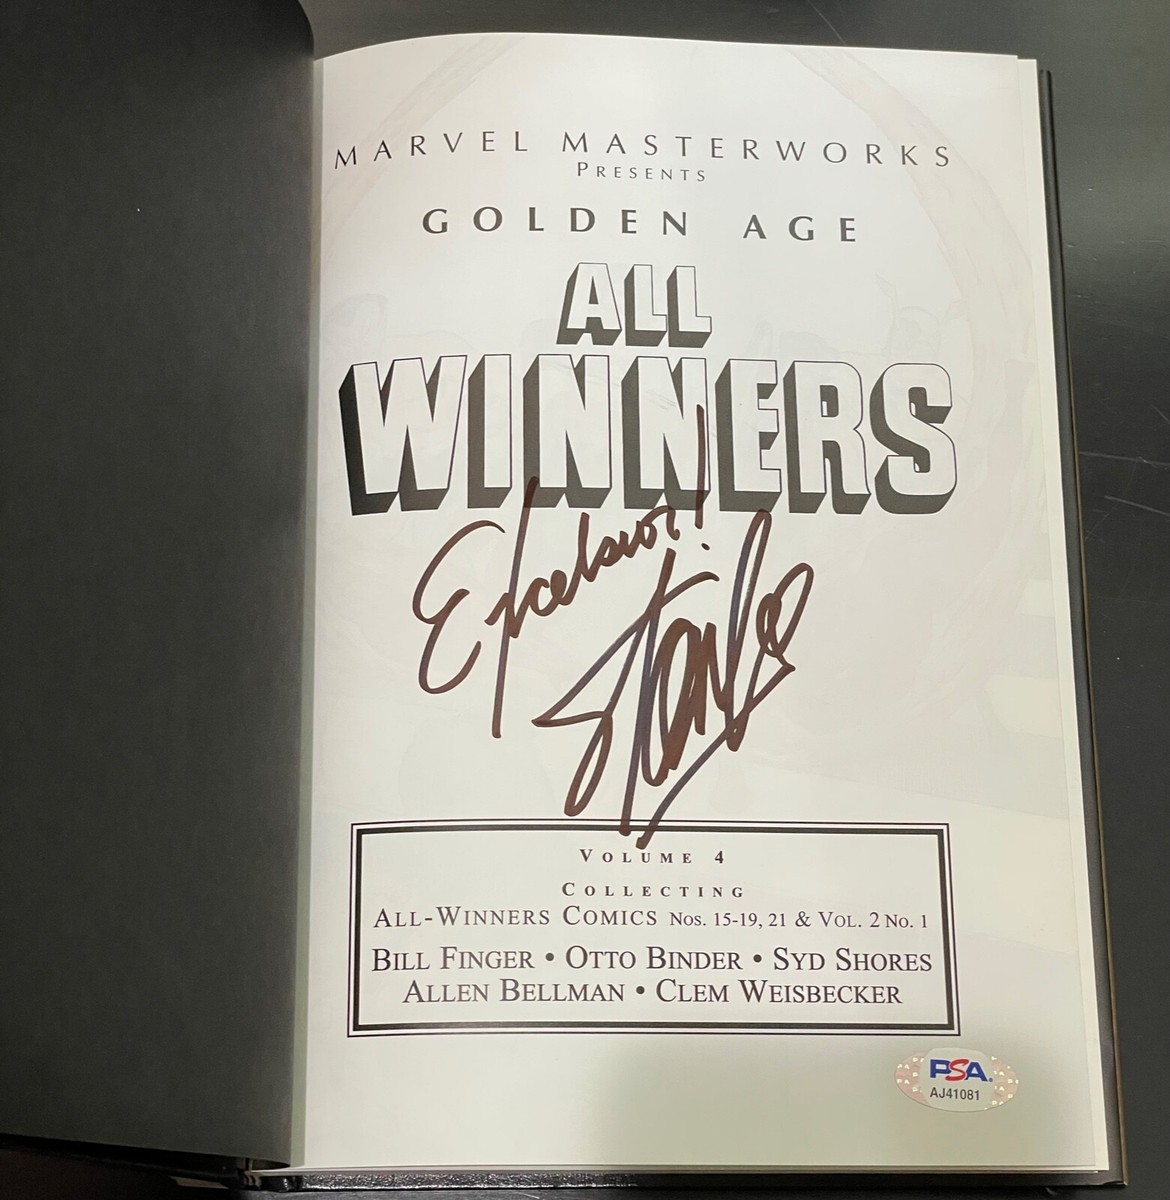 MARVEL MASTERWORKS
PRESENTS
GOLDEN AGE
ALL
WINNERS
Excelsior!
Stan Lee
VOLUME 4
COLLECTING
ALL-WINNERS COMICS NOS. 15-19, 21 & VOL. 2 NO. 1
BILL FINGER • OTTO BINDER • SYD SHORES
ALLEN BELLMAN • CLEM WEISBECKER
PSA
AJ41081